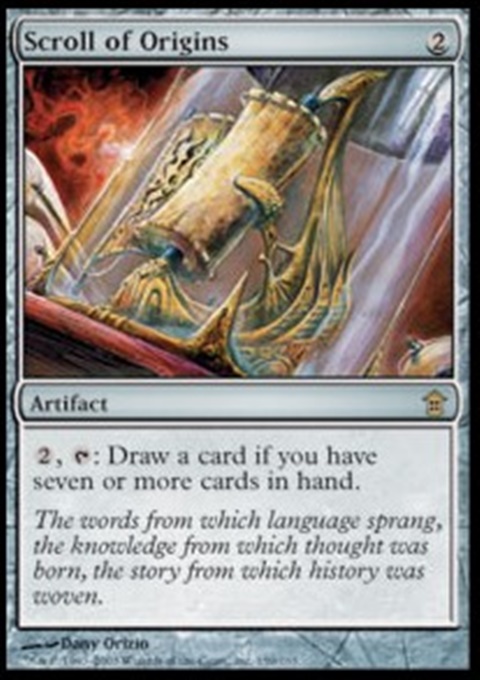 Scroll of Origins 2
Artifact
2, : Draw a card if you have
seven or more cards in hand.
The words from which language sprang,
the knowledge from which thought was
born, the story from which history was
woven.
Dany Orizio